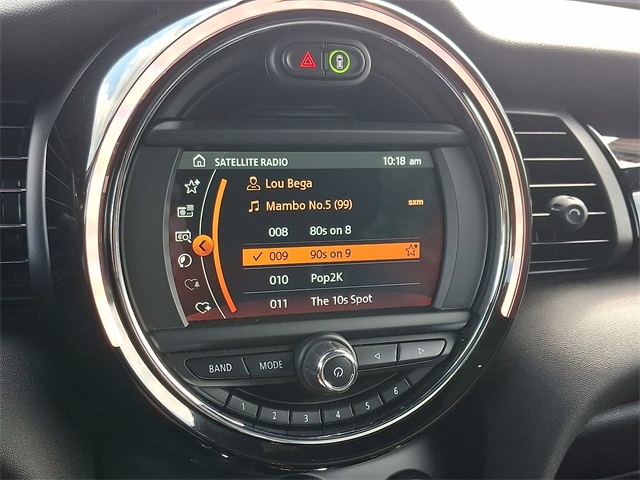 SATELLITE RADIO 10:18 am
Lou Bega
Mambo No.5 (99) sxm
008 80s on 8
009 90s on 9
010 Pop2K
011 The 10s Spot
BAND MODE
1 2 3 4 5 6